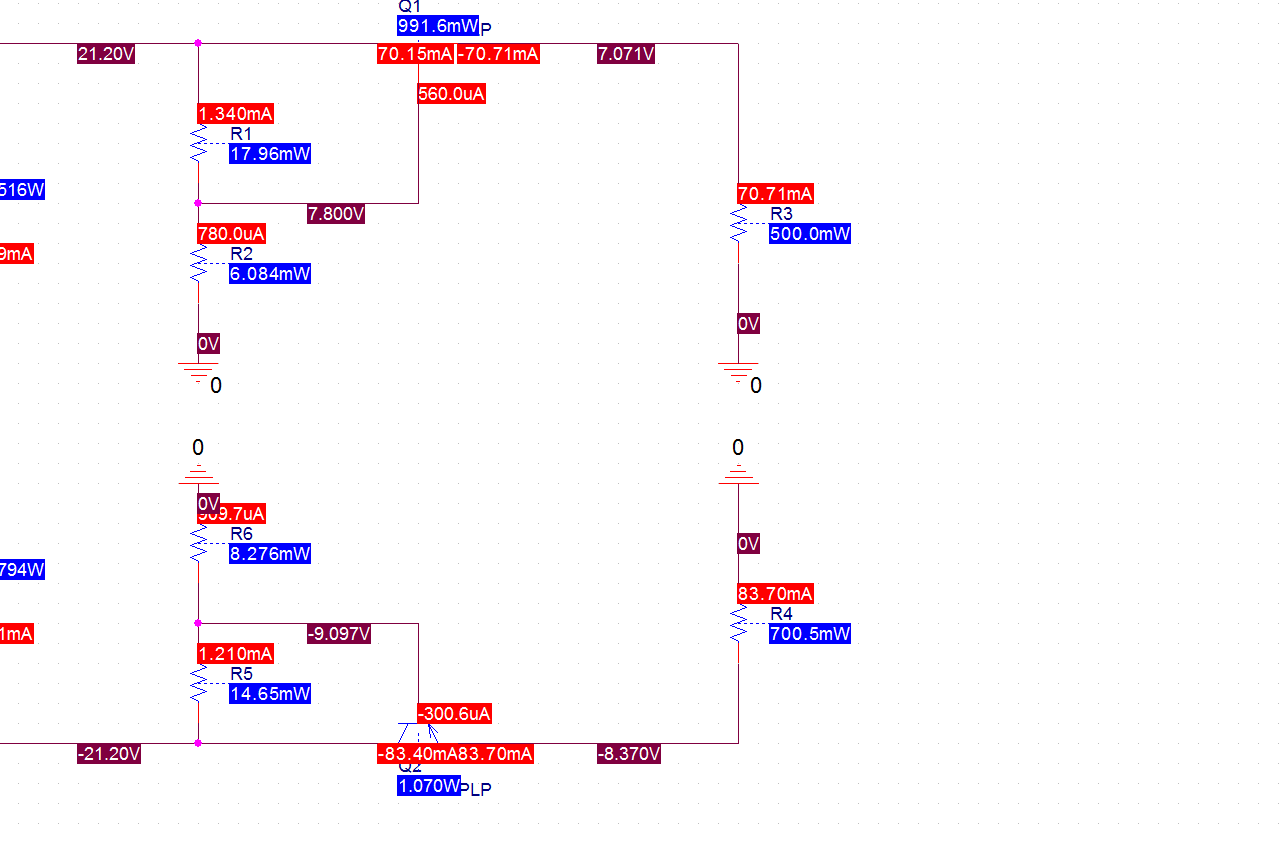 Q1
991.6mW P
21.20V
70.15mA -70.71mA
7.071V
560.0uA
1.340mA
R1
17.96mW
516W
7.800V
70.71mA
R3
500.0mW
780.0uA
R2
6.084mW
9mA
0V
0V
0
0
0
0
0V
9.7uA
R6
8.276mW
0V
794W
83.70mA
R4
700.5mW
1mA
-9.097V
1.210mA
R5
14.65mW
-300.6uA
-21.20V
-83.40mA 83.70mA
-8.370V
Q2
1.070W PLP